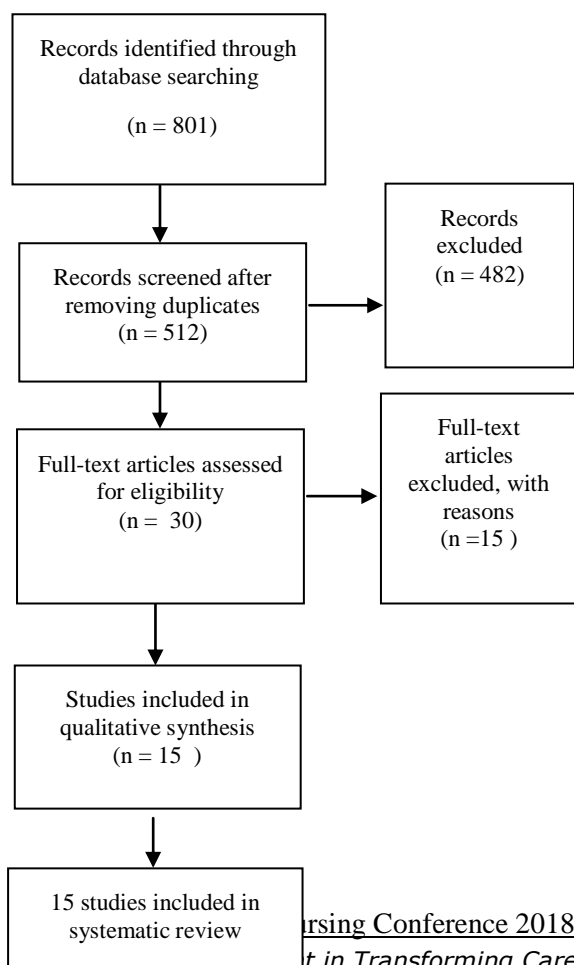 Records identified through
database searching
(n = 801)
Records screened after
removing duplicates
(n = 512)
Records
excluded
(n = 482)
Full-text articles assessed
for eligibility
(n =  30)
Full-text
articles
excluded, with
reasons
(n =15 )
Studies included in
qualitative synthesis
(n = 15  )
15 studies included in
systematic review
Conference 2018
in Transforming Care